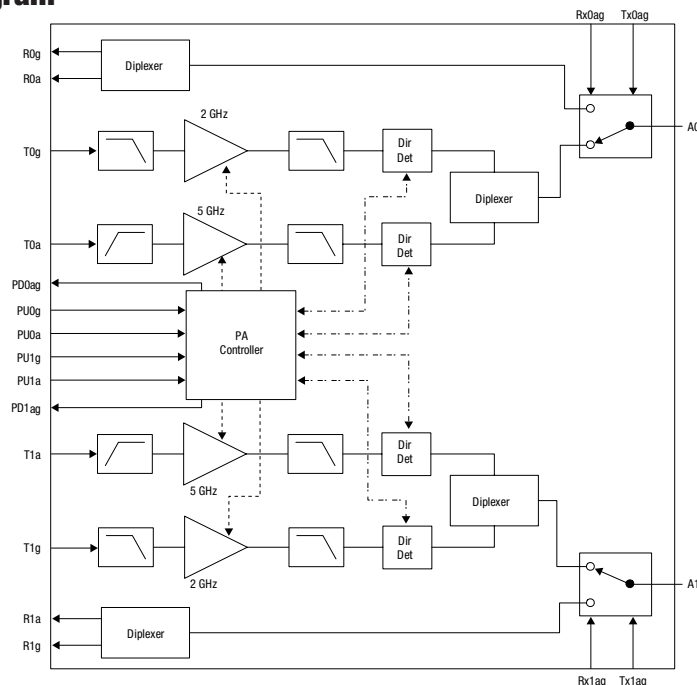 Rx0ag Tx0ag
R0g
Diplexer
R0a
2 GHz
T0g
Dir
Det
A0
Diplexer
5 GHz
T0a
Dir
Det
PD0ag
PU0g
PU0a
PA
Controller
PU1g
PU1a
PD1ag
T1a
Dir
Det
5 GHz
Diplexer
T1g
Dir
Det
2 GHz
A1
R1a
Diplexer
R1g
Rx1ag Tx1ag